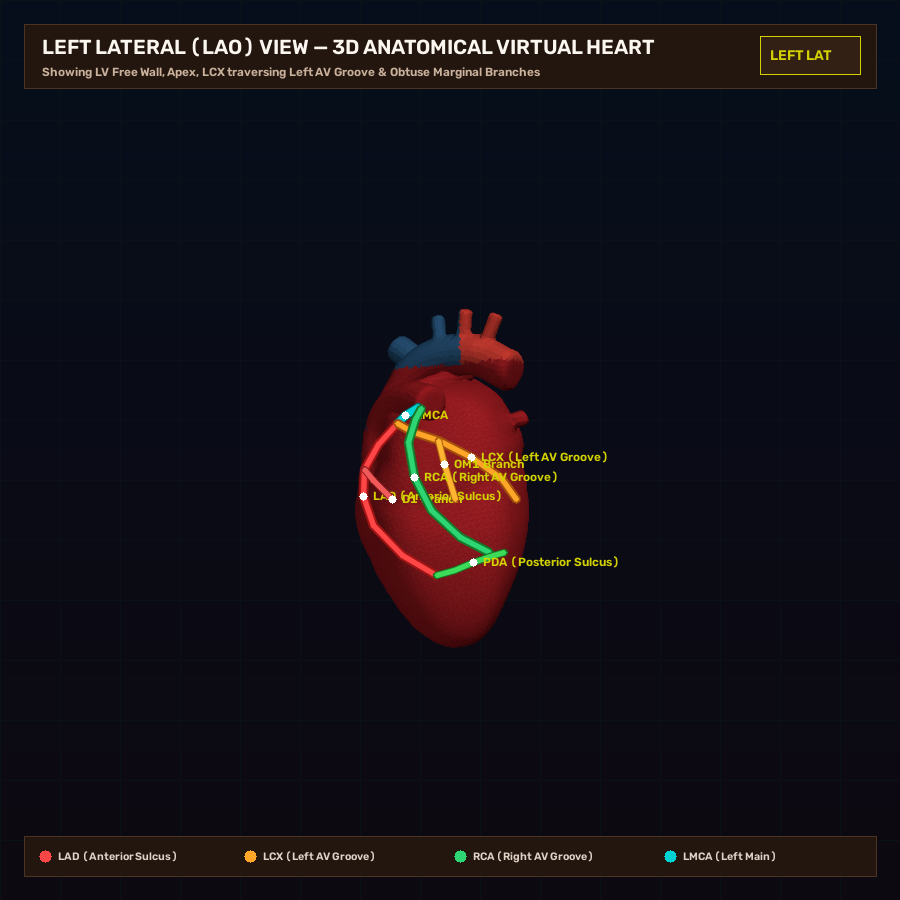 LEFT LATERAL (LAO) VIEW — 3D ANATOMICAL VIRTUAL HEART
Showing LV Free Wall, Apex, LCX traversing Left AV Groove & Obtuse Marginal Branches
LEFT LAT
LMCA
LCX (Left AV Groove)
OM1 Branch
RCA (Right AV Groove)
LAD (Anterior Sulcus)
D1 Branch
PDA (Posterior Sulcus)
LAD (Anterior Sulcus)
LCX (Left AV Groove)
RCA (Right AV Groove)
LMCA (Left Main)